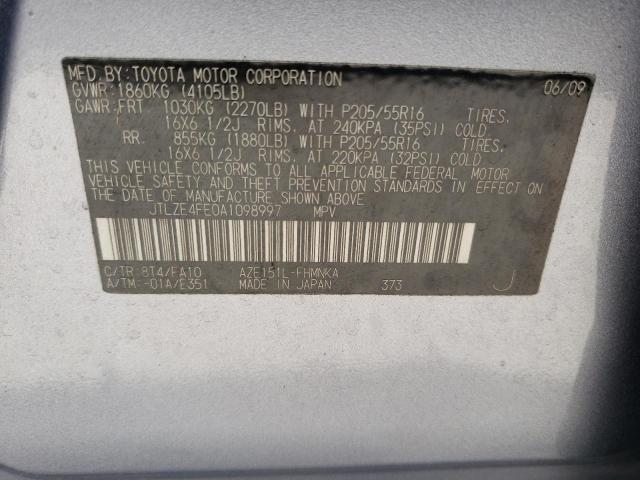 MFD.BY:TOYOTA MOTOR CORPORATION 06/09
GVWR:1860KG (4105LB)
GAWR:FRT 1030KG (2270LB) WITH P205/55R16 TIRES,
16X6 1/2J RIMS, AT 240KPA (35PSI) COLD.
RR 855KG (1880LB) WITH P205/55R16 TIRES,
16X6 1/2J RIMS, AT 220KPA (32PSI) COLD.
THIS VEHICLE CONFORMS TO ALL APPLICABLE FEDERAL MOTOR
VEHICLE SAFETY AND THEFT PREVENTION STANDARDS IN EFFECT ON
THE DATE OF MANUFACTURE SHOWN ABOVE.
JTLZE4FE0A1098997 MPV
C/TR:8T4/FA10 AZE151L-FHMNKA
A/TM:-01A/E351 MADE IN JAPAN 373 J